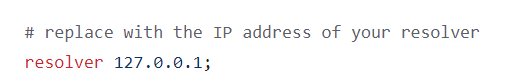 # replace with the IP address of your resolver
resolver 127.0.0.1;